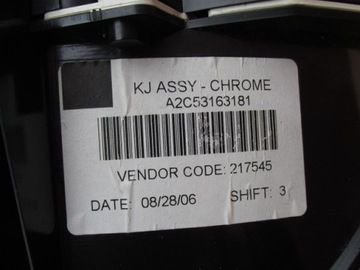 KJ ASSY - CHROME
A2C53163181
VENDOR CODE: 217545
DATE: 08/28/06 SHIFT: 3